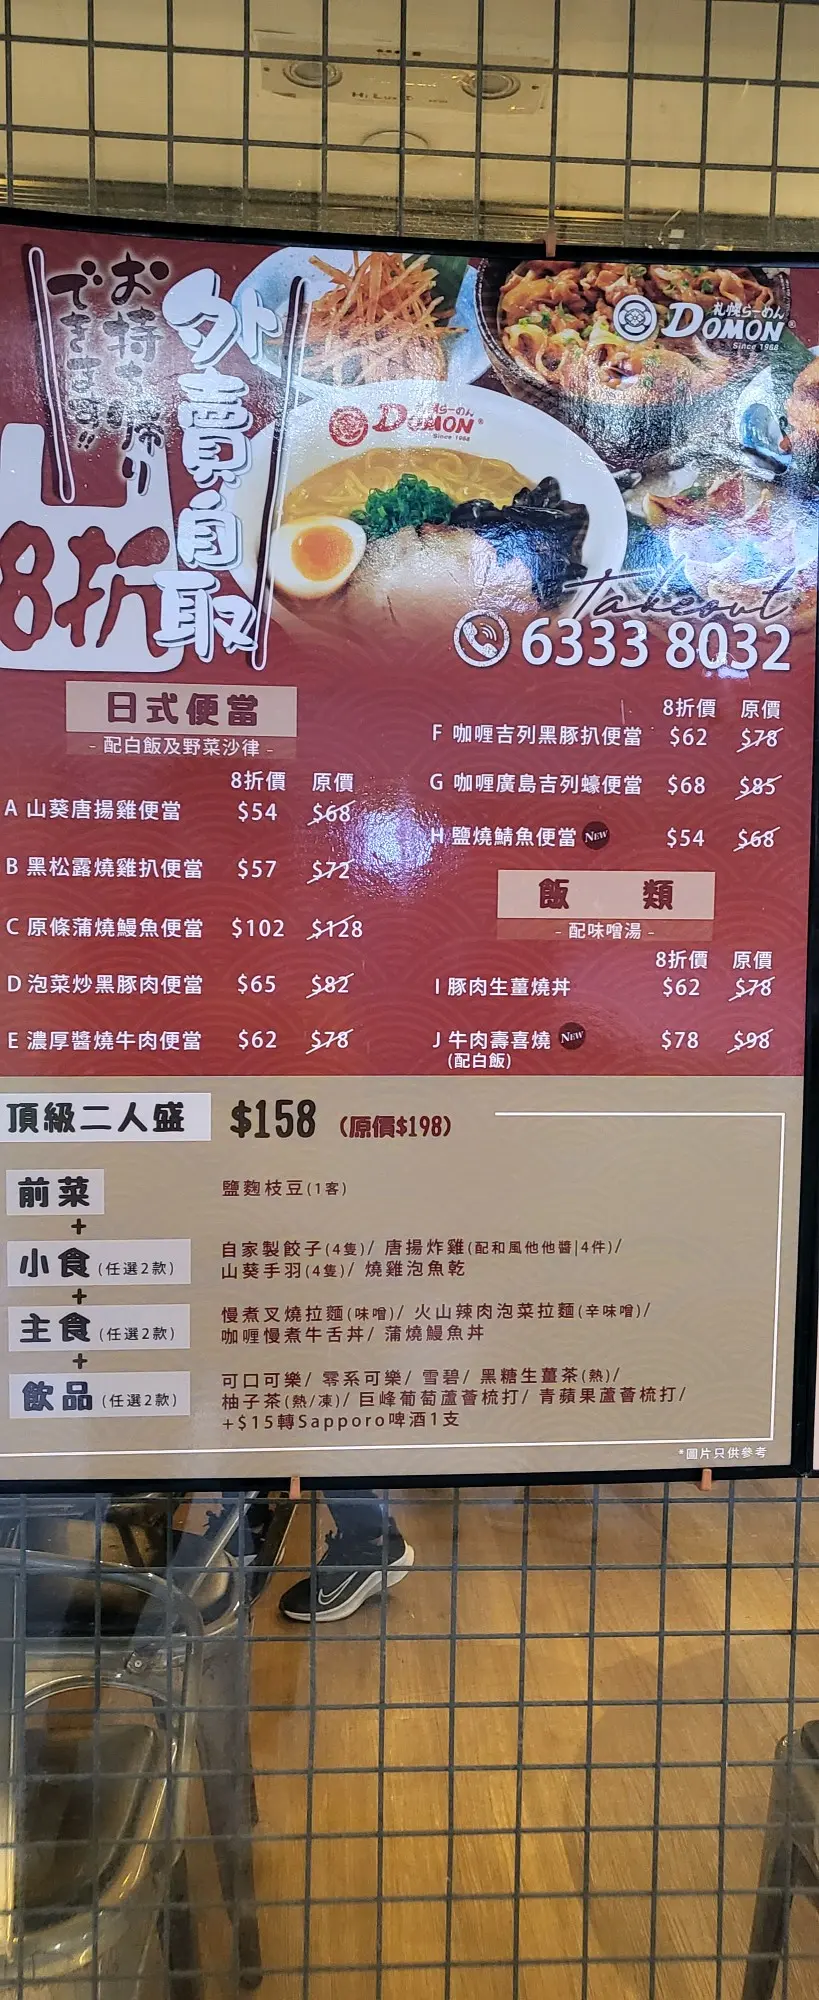 お持ち帰り
できます!!
外賣自取
8折
札幌らーめん
DOMON
Since 1988
らーめん
DOMON
Since 1988
Takeout
6333 8032
日式便當
- 配白飯及野菜沙律 -
8折價 原價
A 山葵唐揚雞便當 $54 $68
B 黑松露燒雞扒便當 $57 $72
C 原條蒲燒鰻魚便當 $102 $128
D 泡菜炒黑豚肉便當 $65 $82
E 濃厚醬燒牛肉便當 $62 $78
8折價 原價
F 咖喱吉列黑豚扒便當 $62 $78
G 咖喱廣島吉列蠔便當 $68 $85
H 鹽燒鯖魚便當 NEW $54 $68
飯類
- 配味噌湯 -
8折價 原價
I 豚肉生薑燒丼 $62 $78
J 牛肉壽喜燒 NEW $78 $98
(配白飯)
頂級二人盛 $158 (原價$198)
前菜 鹽麴枝豆(1客)
+
小食(任選2款) 自家製餃子(4隻)/ 唐揚炸雞(配和風他他醬|4件)/
山葵手羽(4隻)/ 燒雞泡魚乾
+
主食(任選2款) 慢煮叉燒拉麵(味噌)/ 火山辣肉泡菜拉麵(辛味噌)/
咖喱慢煮牛舌丼/ 蒲燒鰻魚丼
+
飲品(任選2款) 可口可樂/ 零系可樂/ 雪碧/ 黑糖生薑茶(熱)/
柚子茶(熱/凍)/ 巨峰葡萄蘆薈梳打/ 青蘋果蘆薈梳打/
+$15轉Sapporo啤酒1支
*圖片只供參考